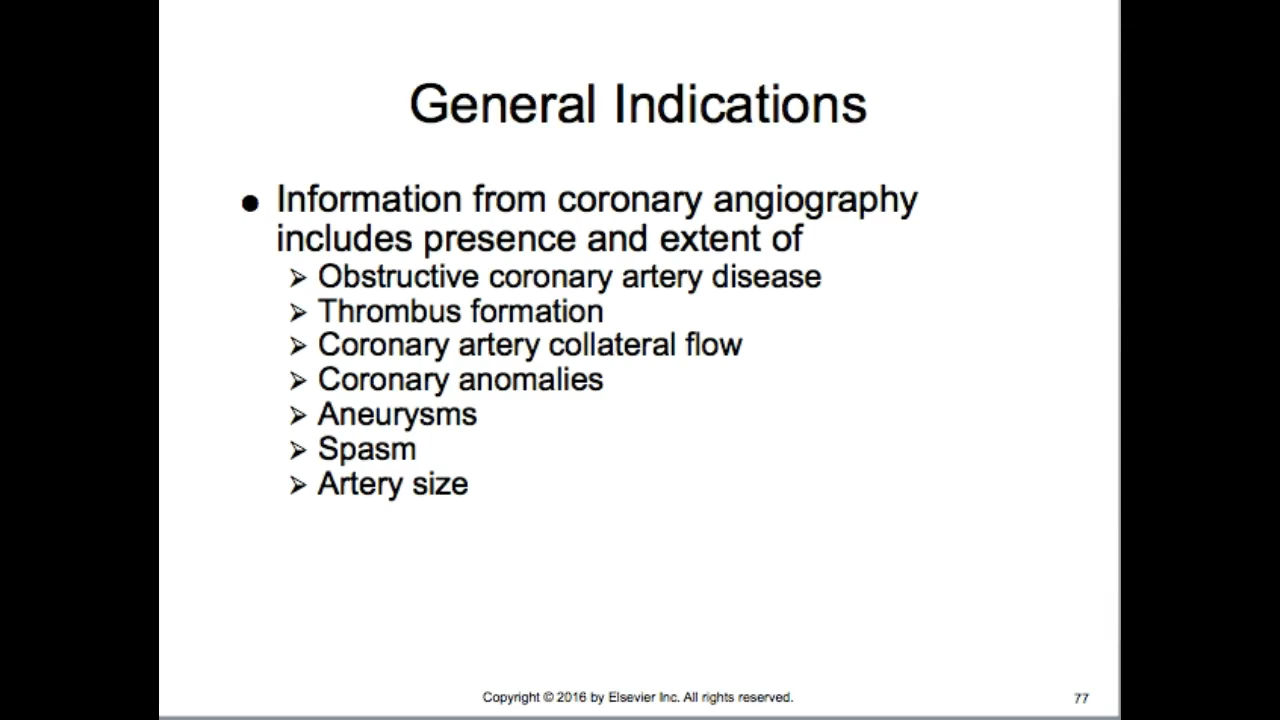 General Indications
● Information from coronary angiography
includes presence and extent of
➢ Obstructive coronary artery disease
➢ Thrombus formation
➢ Coronary artery collateral flow
➢ Coronary anomalies
➢ Aneurysms
➢ Spasm
➢ Artery size
Copyright © 2016 by Elsevier Inc. All rights reserved.
77